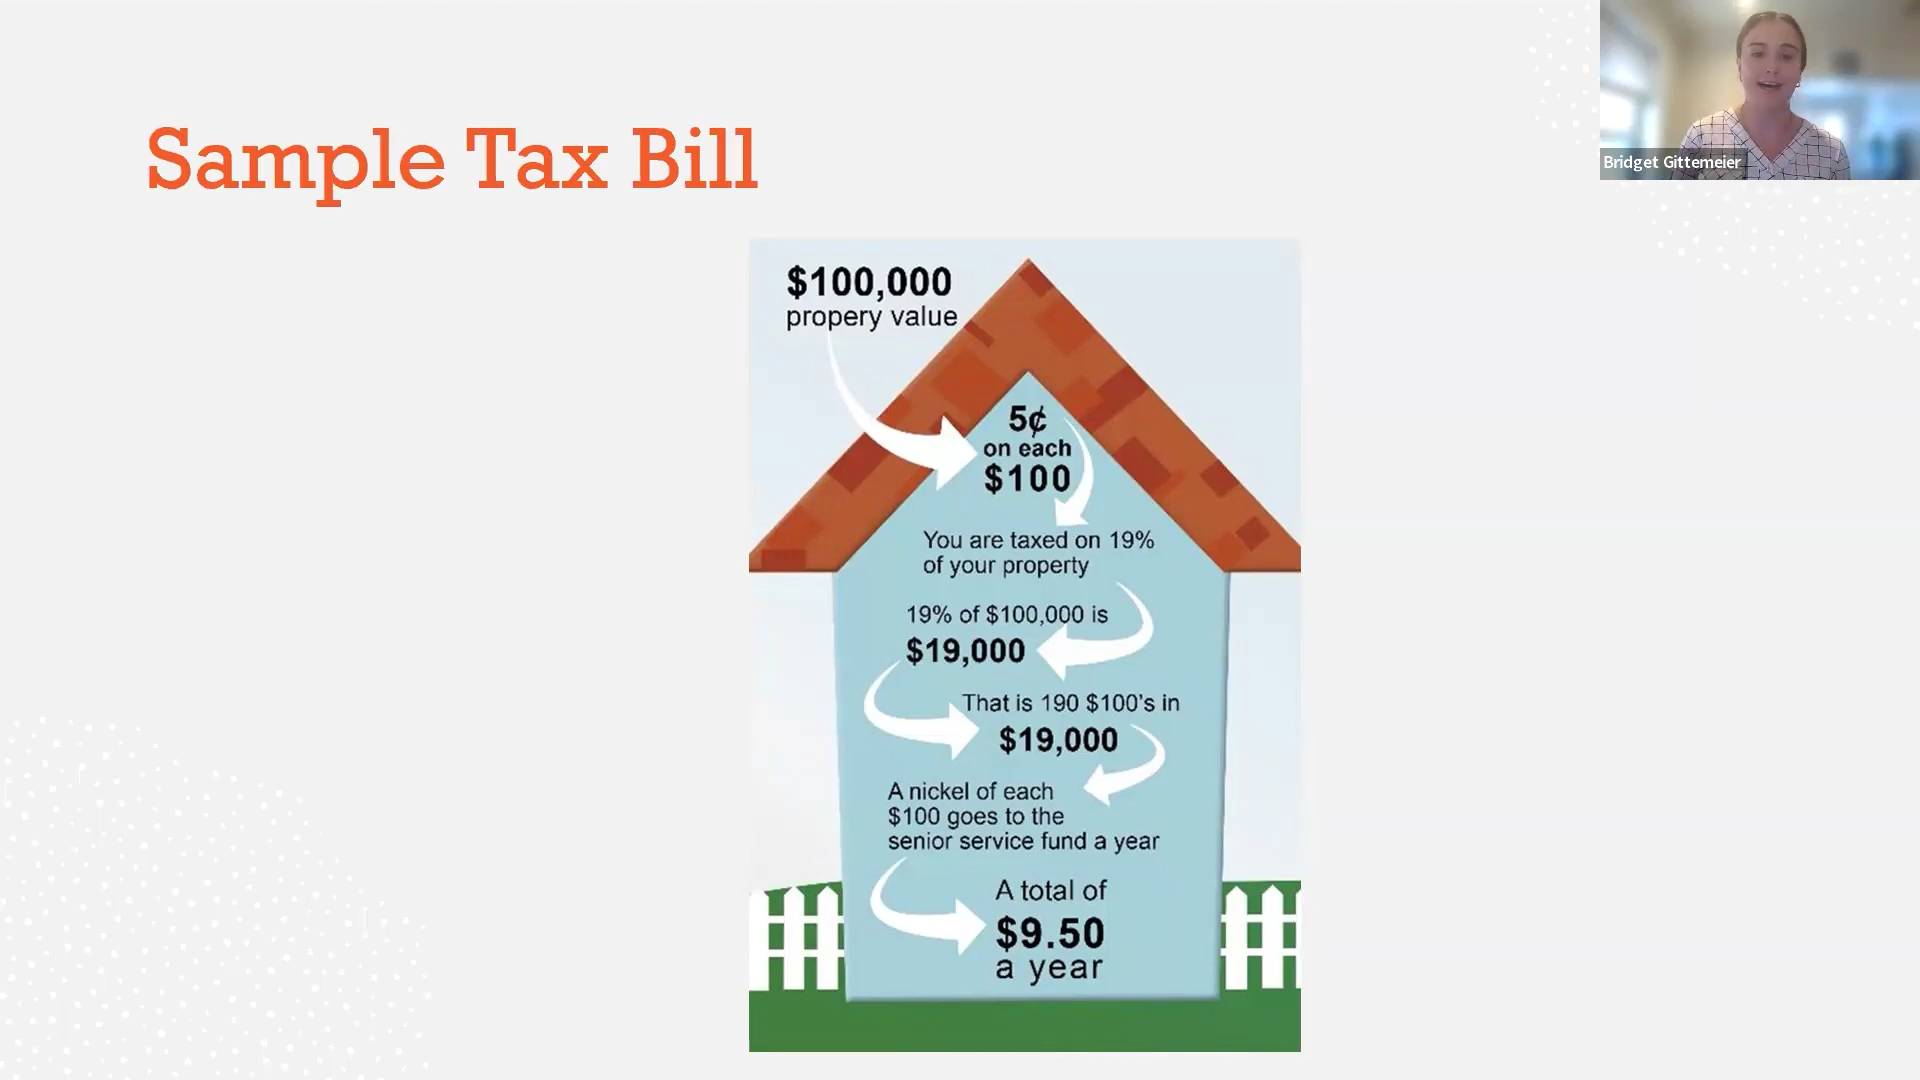 Sample Tax Bill
Bridget Gittemeier
$100,000
propery value
5¢
on each
$100
You are taxed on 19%
of your property
19% of $100,000 is
$19,000
That is 190 $100's in
$19,000
A nickel of each
$100 goes to the
senior service fund a year
A total of
$9.50
a year